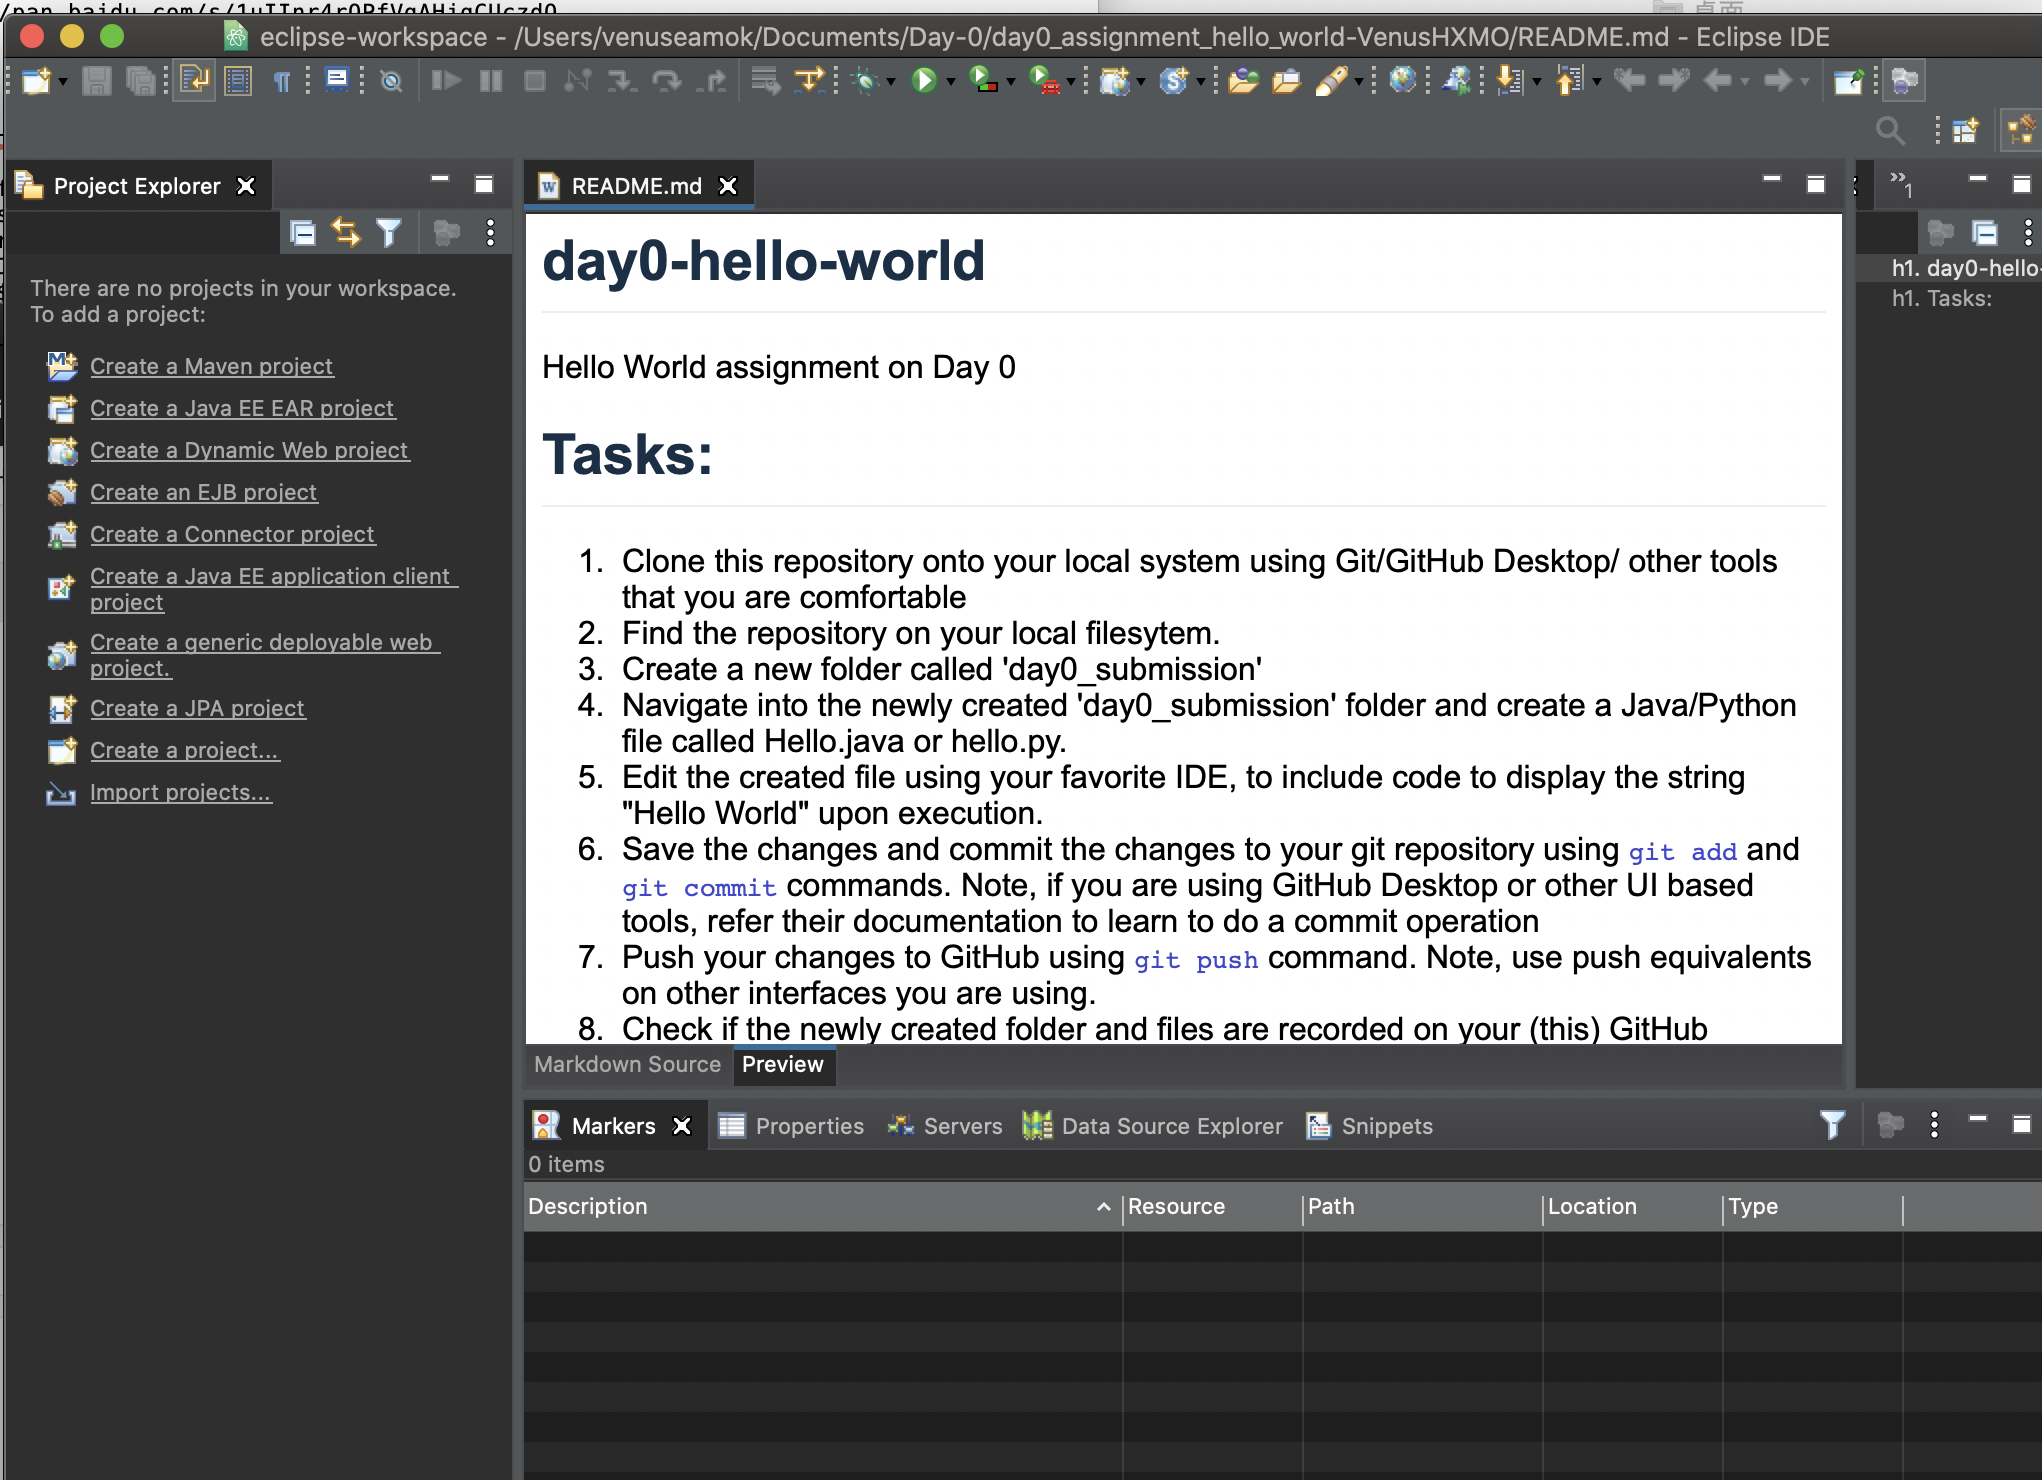 eclipse-workspace - /Users/venuseamok/Documents/Day-0/day0_assignment_hello_world-VenusHXMO/README.md - Eclipse IDE
Project Explorer
There are no projects in your workspace.
To add a project:
Create a Maven project
Create a Java EE EAR project
Create a Dynamic Web project
Create an EJB project
Create a Connector project
Create a Java EE application client
project
Create a generic deployable web
project.
Create a JPA project
Create a project...
Import projects...
README.md
day0-hello-world
Hello World assignment on Day 0
Tasks:
1. Clone this repository onto your local system using Git/GitHub Desktop/ other tools
that you are comfortable
2. Find the repository on your local filesytem.
3. Create a new folder called 'day0_submission'
4. Navigate into the newly created 'day0_submission' folder and create a Java/Python
file called Hello.java or hello.py.
5. Edit the created file using your favorite IDE, to include code to display the string
"Hello World" upon execution.
6. Save the changes and commit the changes to your git repository using git add and
git commit commands. Note, if you are using GitHub Desktop or other UI based
tools, refer their documentation to learn to do a commit operation
7. Push your changes to GitHub using git push command. Note, use push equivalents
on other interfaces you are using.
8. Check if the newly created folder and files are recorded on your (this) GitHub
Markdown Source Preview
»1
h1. day0-hello-
h1. Tasks:
Markers Properties Servers Data Source Explorer Snippets
0 items
Description Resource Path Location Type